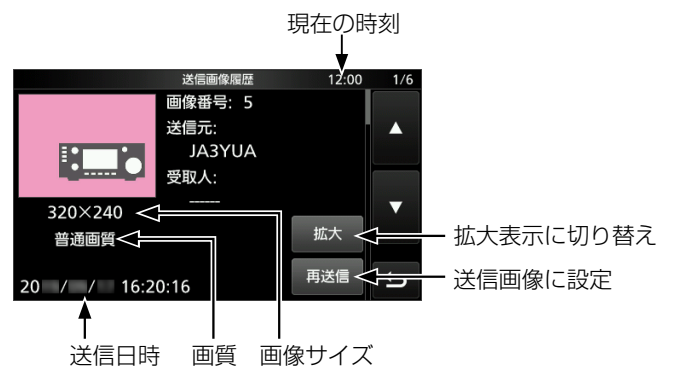 現在の時刻
送信画像履歴 12:00 1/6
画像番号: 5
送信元:
JA3YUA
受取人:
------
320×240
普通画質
拡大
拡大表示に切り替え
再送信
送信画像に設定
20 / / 16:20:16
送信日時 画質 画像サイズ